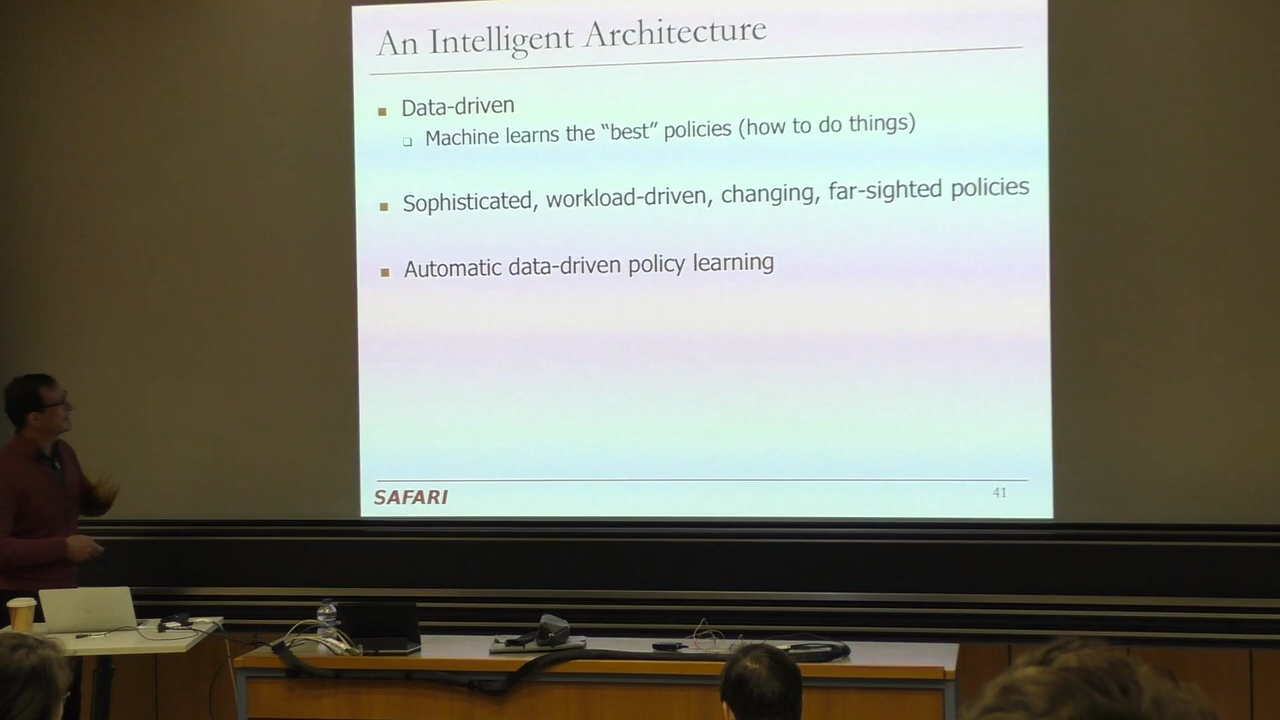 An Intelligent Architecture
Data-driven
Machine learns the “best” policies (how to do things)
Sophisticated, workload-driven, changing, far-sighted policies
Automatic data-driven policy learning
SAFARI
41